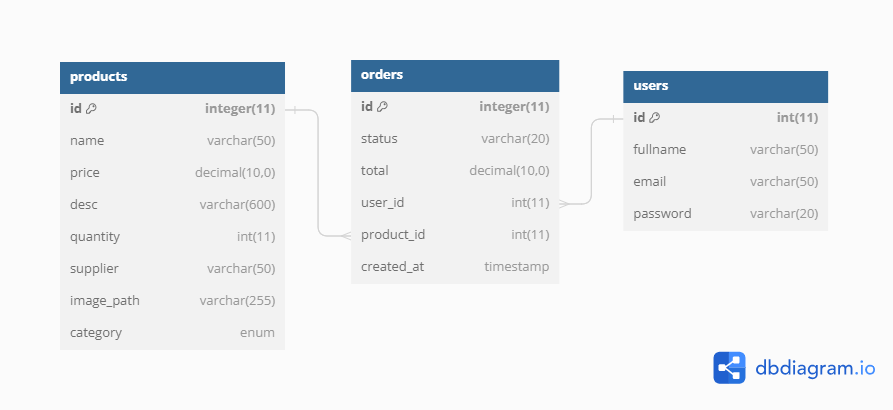 products
id integer(11)
name varchar(50)
price decimal(10,0)
desc varchar(600)
quantity int(11)
supplier varchar(50)
image_path varchar(255)
category enum
orders
id integer(11)
status varchar(20)
total decimal(10,0)
user_id int(11)
product_id int(11)
created_at timestamp
users
id int(11)
fullname varchar(50)
email varchar(50)
password varchar(20)
dbdiagram.io